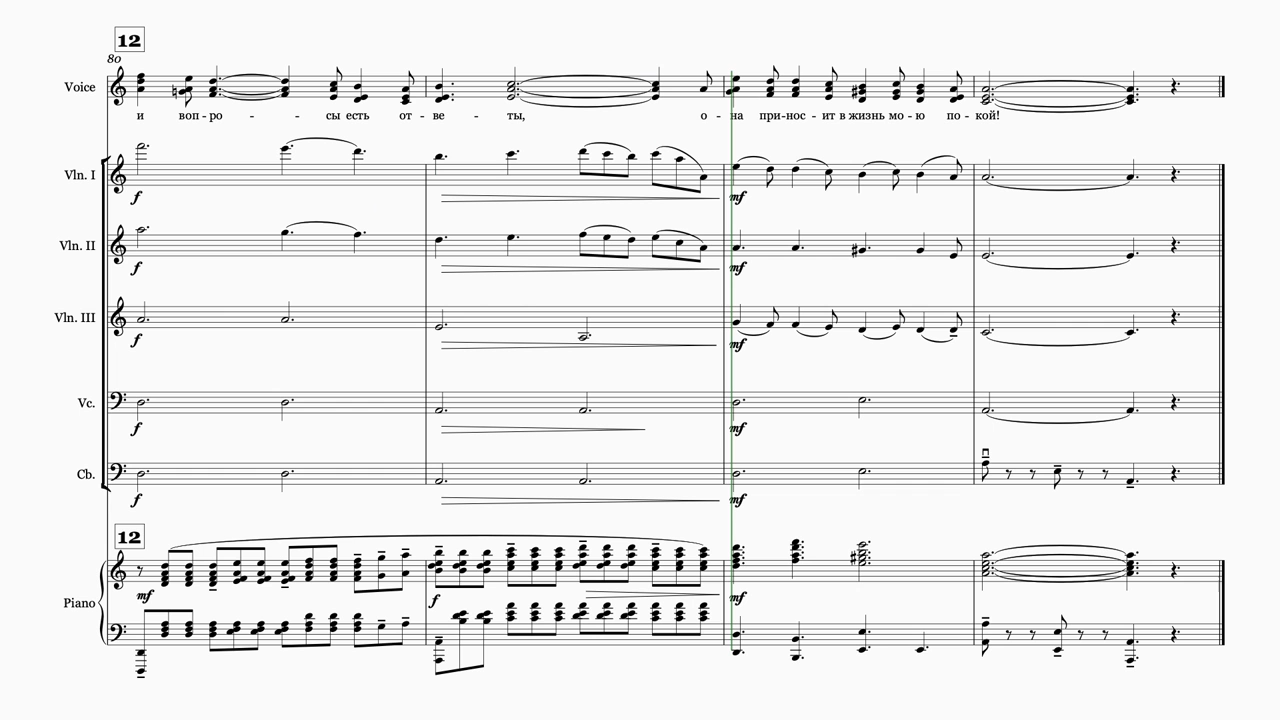 12
80
Voice
и воп - ро - - сы есть от - ве - ты, о - на при - нос - ит в жизнь мо - ю по - кой!
Vln. I
f mf
Vln. II
f mf
Vln. III
f mf
Vc.
f mf
Cb.
f mf
12
Piano
mf f mf